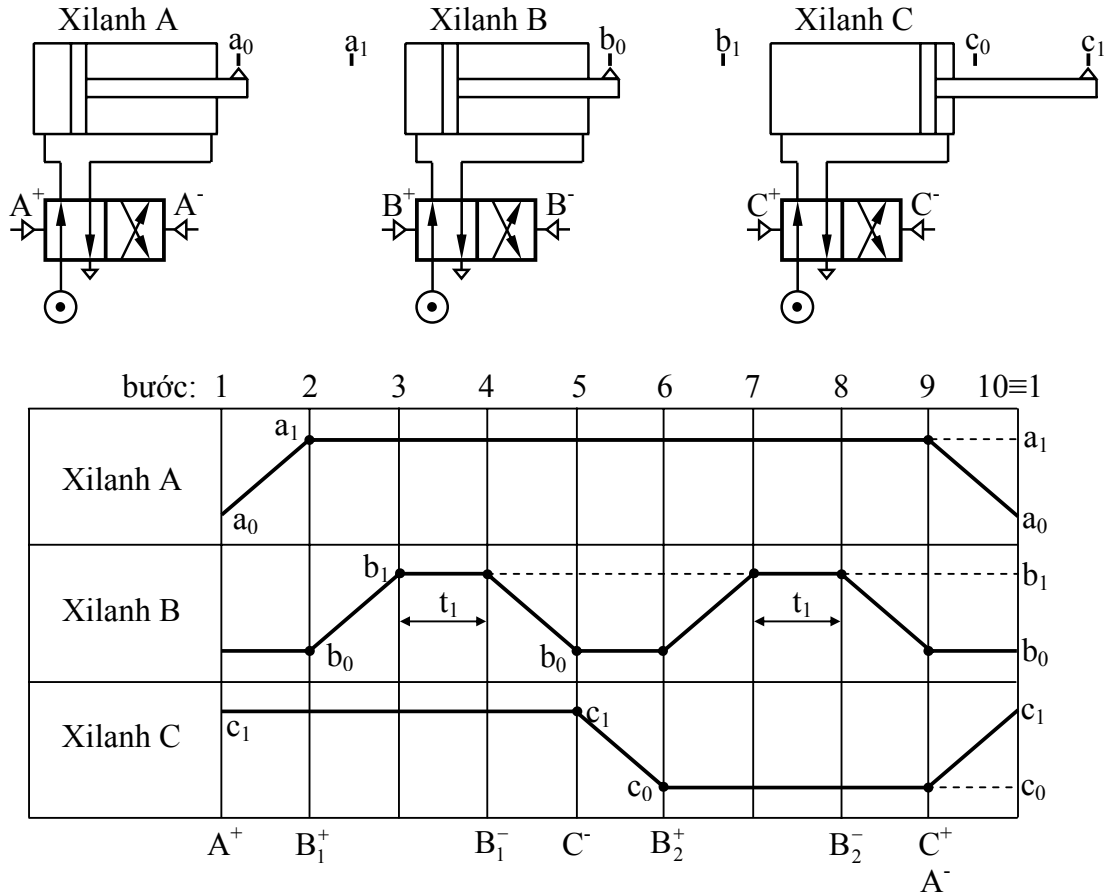 Xilanh A Xilanh B Xilanh C
a₀ a₁ b₀ b₁ c₀ c₁
A⁺ A⁻ B⁺ B⁻ C⁺ C⁻
bước: 1 2 3 4 5 6 7 8 9 10≡1
a₁ a₁
Xilanh A
a₀ a₀
b₁ b₁
Xilanh B t₁ t₁
b₀ b₀ b₀
c₁ c₁ c₁
Xilanh C
c₀ c₀
A⁺ B₁⁺ B₁⁻ C⁻ B₂⁺ B₂⁻ C⁺
A⁻